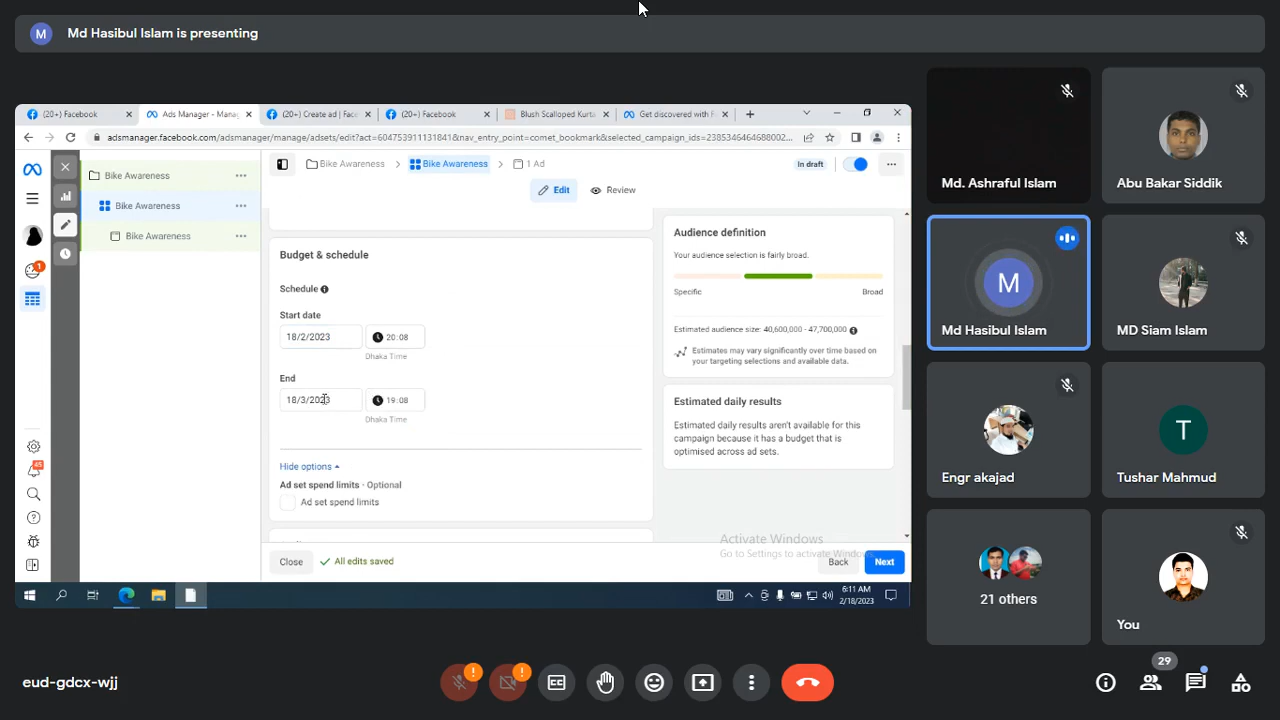 M Md Hasibul Islam is presenting
(20+) Facebook
Ads Manager - Mana
(20+) Create ad | Face
(20+) Facebook
Blush Scalloped Kurta
Get discovered with F
adsmanager.facebook.com/adsmanager/manage/adsets/edit?act=604753911131841&nav_entry_point=comet_bookmark&selected_campaign_ids=2385346464688002...
Bike Awareness
Bike Awareness
Bike Awareness
1
45
Bike Awareness
Bike Awareness
1 Ad
In draft
Edit
Review
Budget & schedule
Schedule
Start date
18/2/2023
20:08
Dhaka Time
End
18/3/2023
19:08
Dhaka Time
Hide options
Ad set spend limits · Optional
Ad set spend limits
Audience definition
Your audience selection is fairly broad.
Specific
Broad
Estimated audience size: 40,600,000 - 47,700,000
Estimates may vary significantly over time based on
your targeting selections and available data.
Estimated daily results
Estimated daily results aren't available for this
campaign because it has a budget that is
optimised across ad sets.
Activate Windows
Go to Settings to activate Windows.
Close
All edits saved
Back
Next
6:11 AM
2/18/2023
Md. Ashraful Islam
Abu Bakar Siddik
M
Md Hasibul Islam
MD Siam Islam
Engr akajad
T
Tushar Mahmud
21 others
You
eud-gdcx-wjj
!
!
CC
29